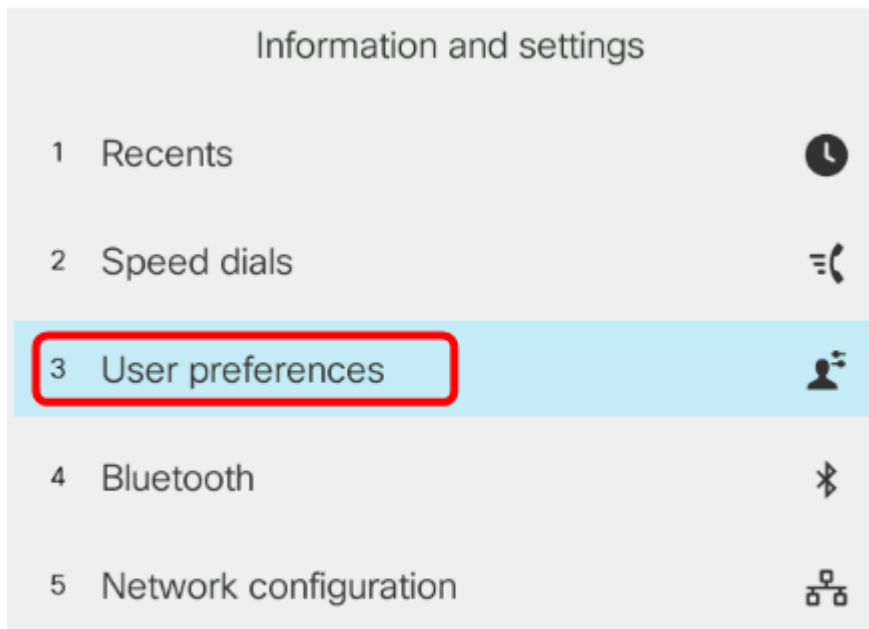 Information and settings
1 Recents
2 Speed dials
3 User preferences
4 Bluetooth
5 Network configuration